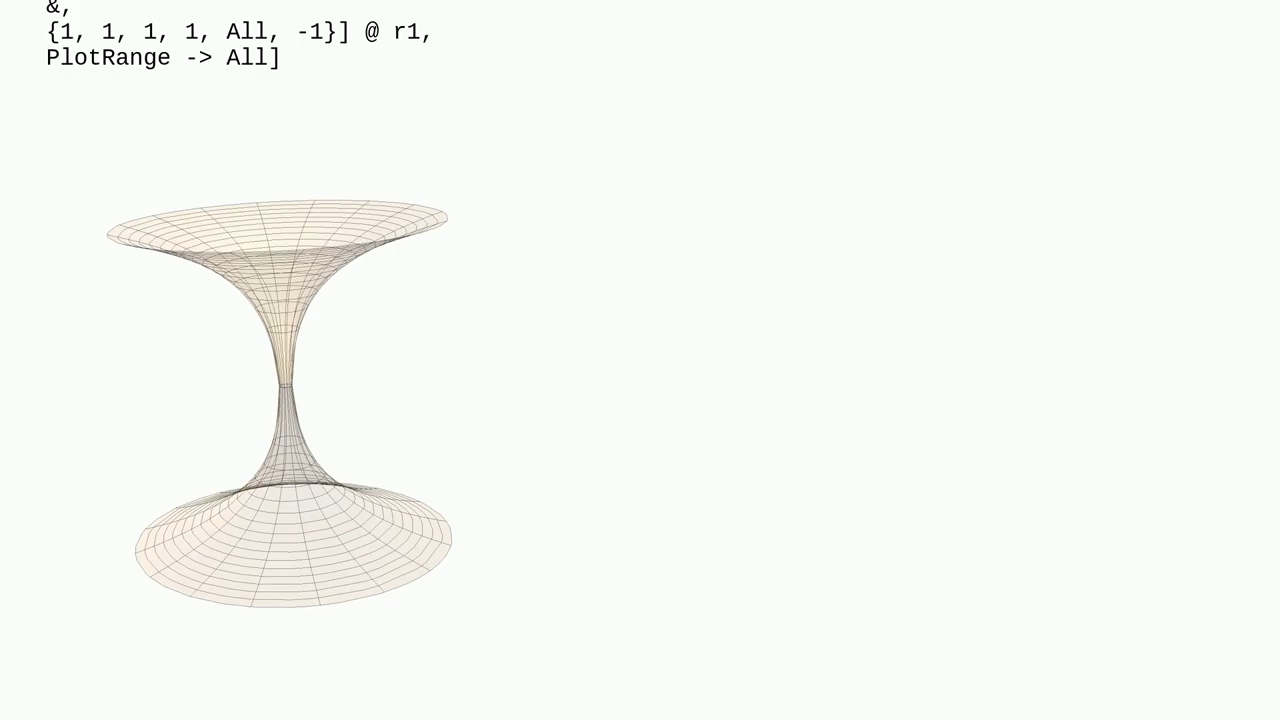 &,
{1, 1, 1, 1, All, -1}] @ r1,
PlotRange -> All]